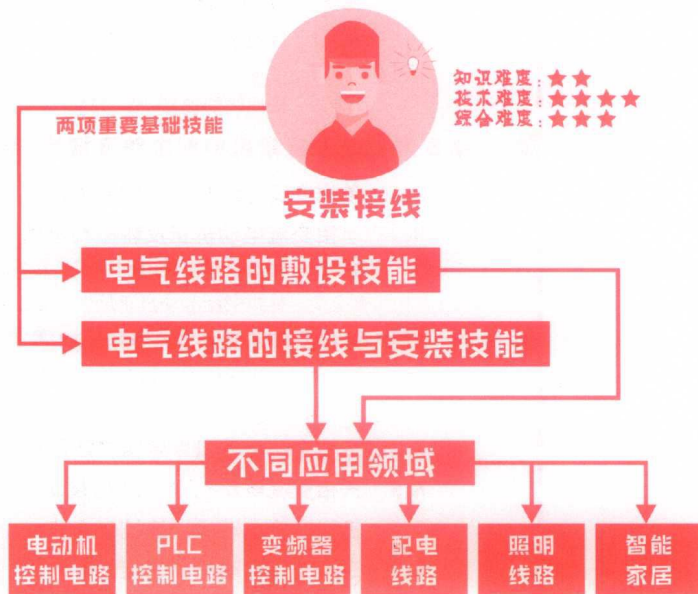 知识难度：★★
技术难度：★★★★
综合难度：★★★
两项重要基础技能
安装接线
电气线路的敷设技能
电气线路的接线与安装技能
不同应用领域
电动机
控制电路
PLC
控制电路
变频器
控制电路
配电
线路
照明
线路
智能
家居